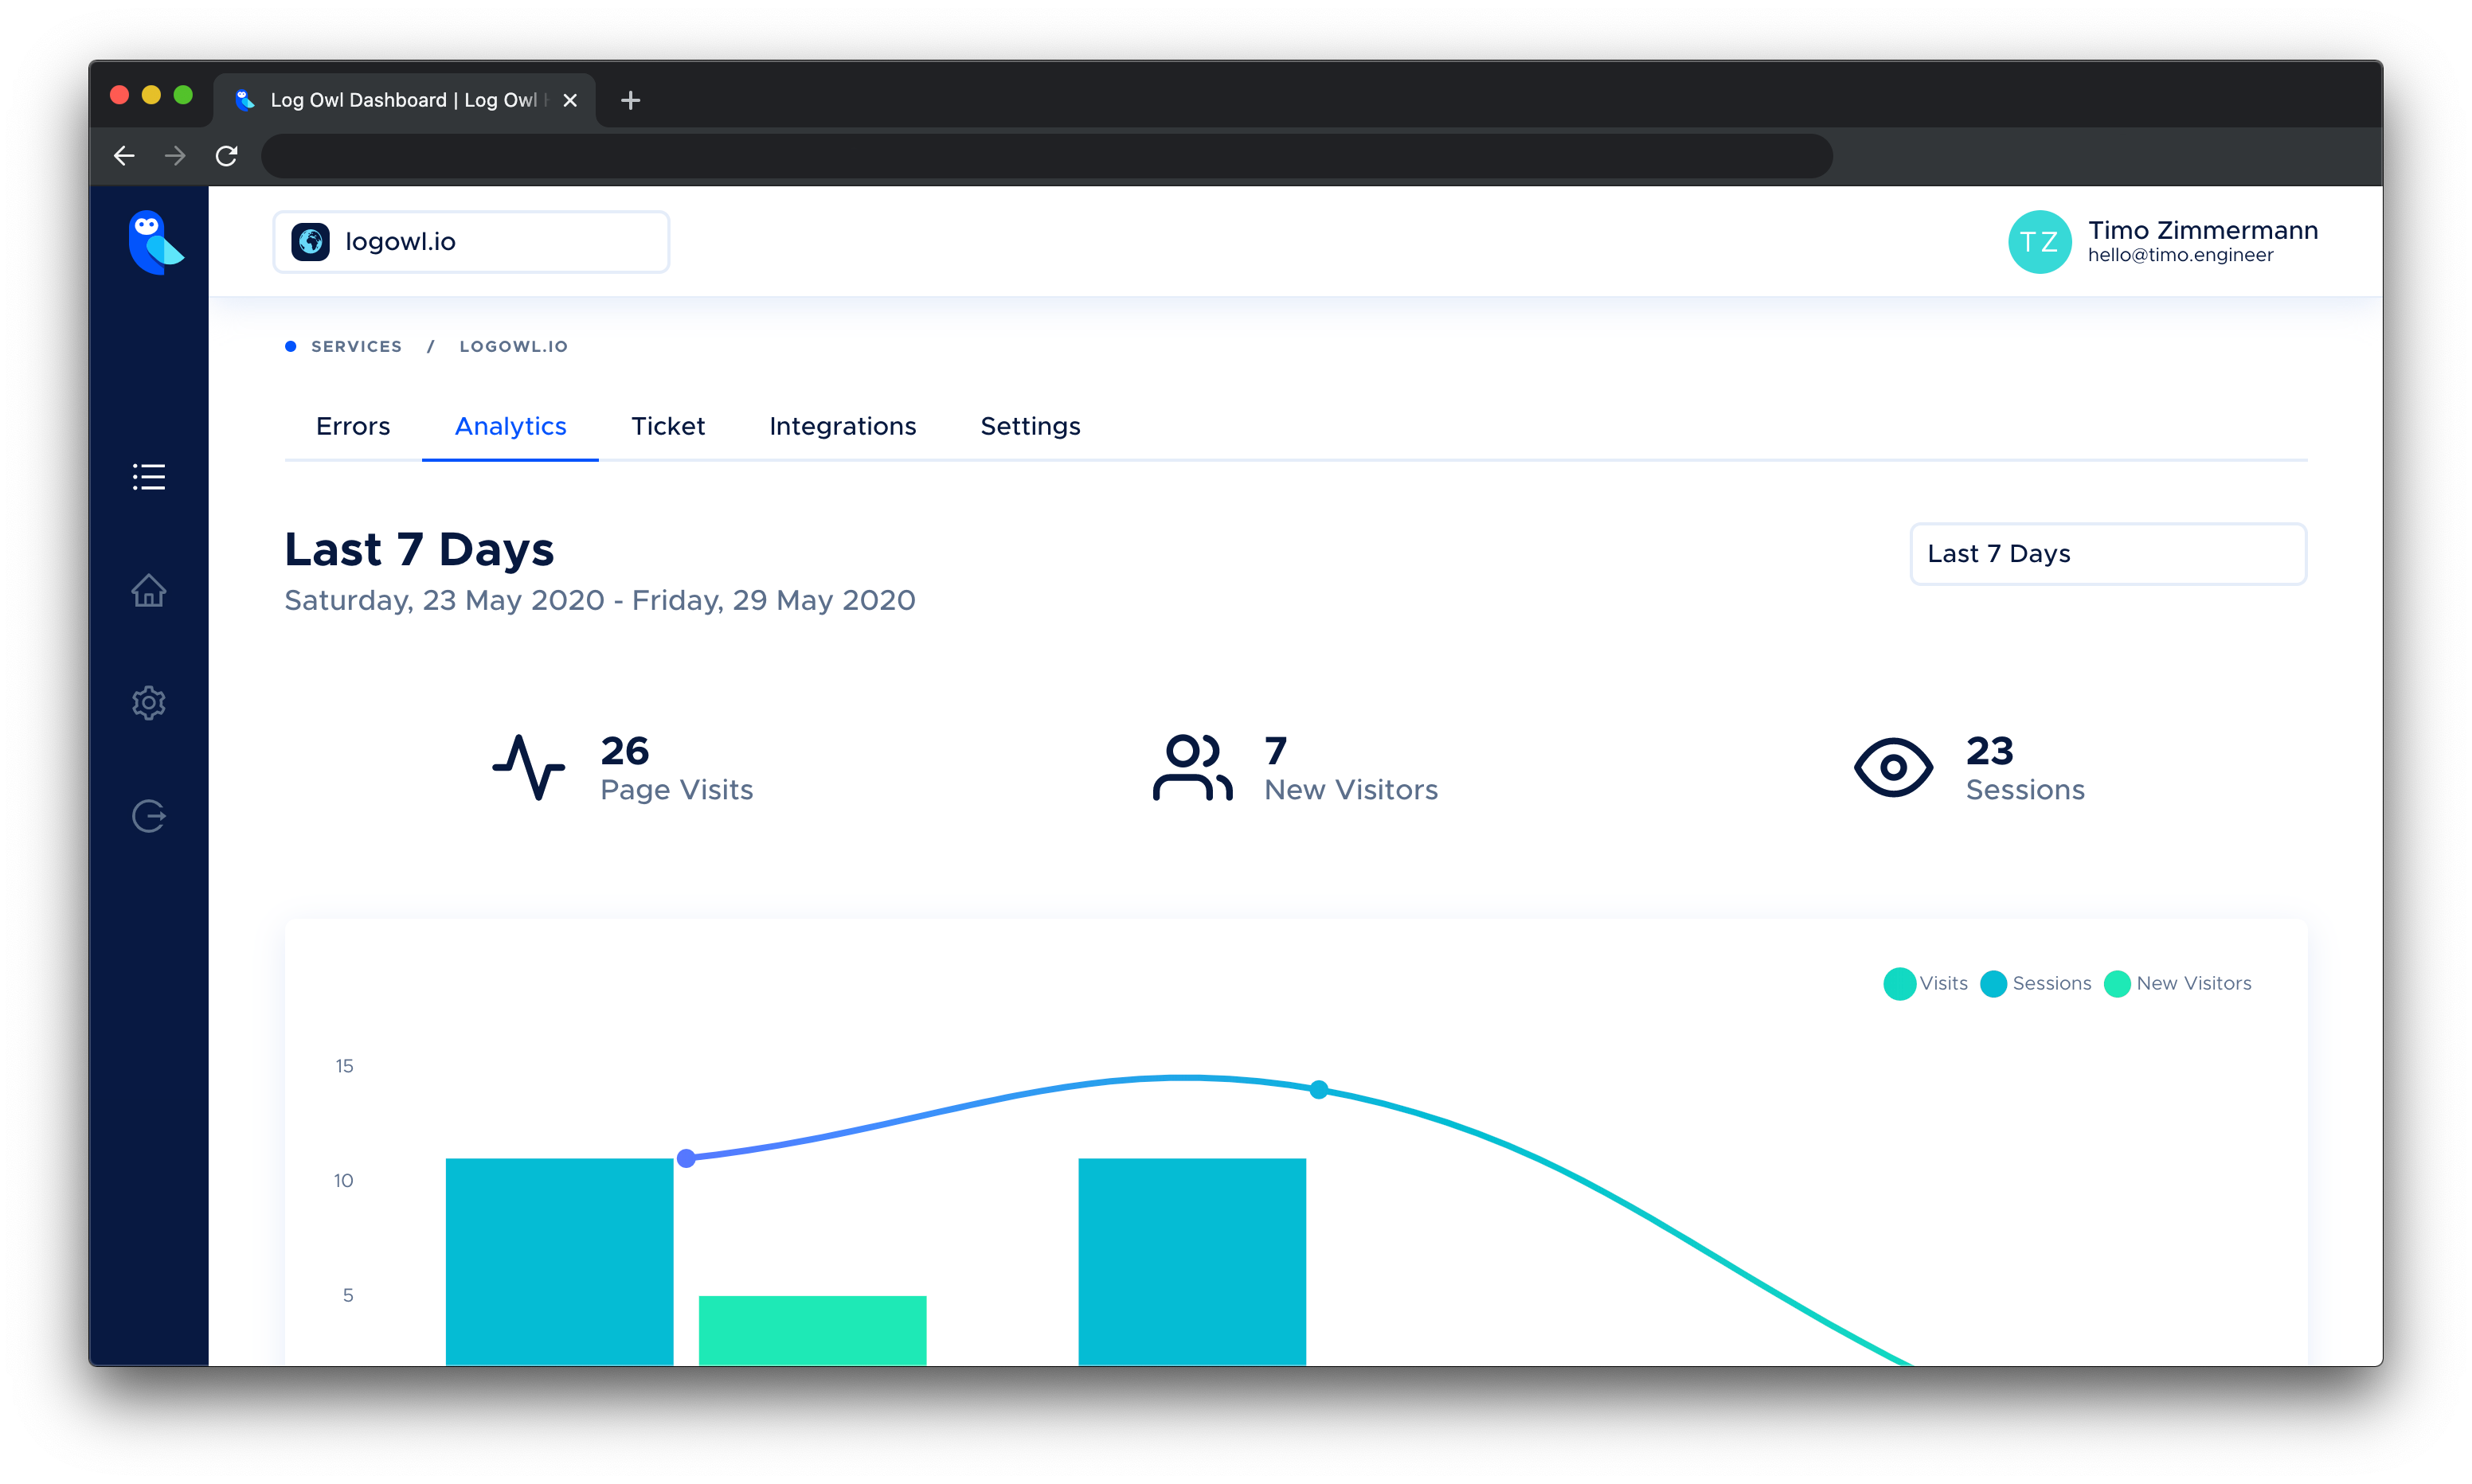 Log Owl Dashboard | Log Owl
logowl.io
TZ
Timo Zimmermann
hello@timo.engineer
SERVICES / LOGOWL.IO
Errors Analytics Ticket Integrations Settings
Last 7 Days
Saturday, 23 May 2020 - Friday, 29 May 2020
Last 7 Days
26
Page Visits
7
New Visitors
23
Sessions
Visits Sessions New Visitors
15
10
5